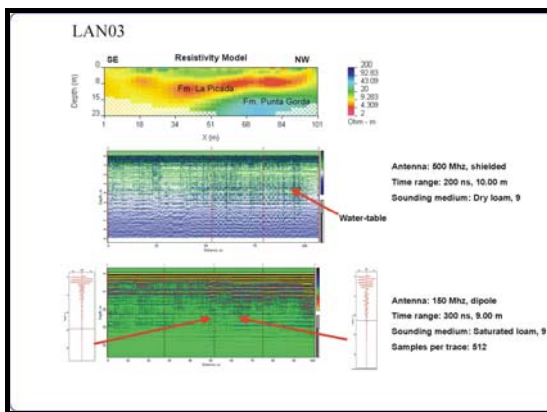 LAN03
SE Resistivity Model NW
Depth (m)
0
8
15
23
Fm. La Picada
Fm. Punta Gorda
1 18 34 51 68 84 101
X (m)
200
92.83
43.09
20
9.283
4.309
2
Ohm - m
Antenna: 500 Mhz, shielded
Time range: 200 ns, 10.00 m
Sounding medium: Dry loam, 9
Water-table
Antenna: 150 Mhz, dipole
Time range: 300 ns, 9.00 m
Sounding medium: Saturated loam, 9
Samples per trace: 512